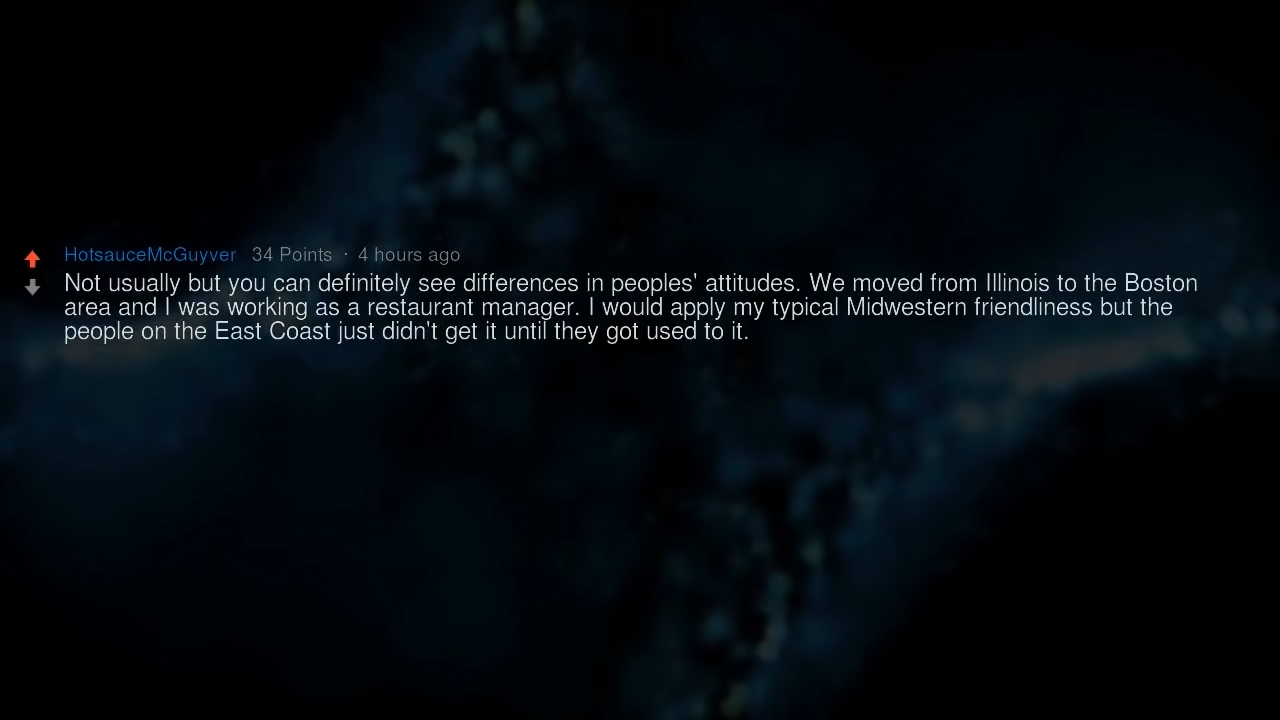 HotsauceMcGuyver 34 Points · 4 hours ago
Not usually but you can definitely see differences in peoples' attitudes. We moved from Illinois to the Boston
area and I was working as a restaurant manager. I would apply my typical Midwestern friendliness but the
people on the East Coast just didn't get it until they got used to it.